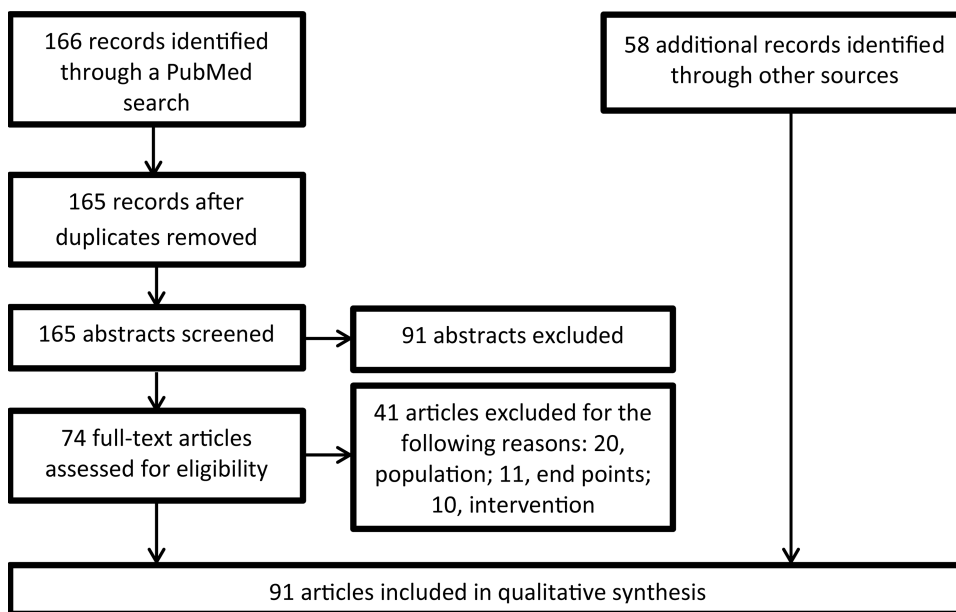 166 records identified
through a PubMed
search
58 additional records identified
through other sources
165 records after
duplicates removed
165 abstracts screened
91 abstracts excluded
74 full-text articles
assessed for eligibility
41 articles excluded for the
following reasons: 20,
population; 11, end points;
10, intervention
91 articles included in qualitative synthesis